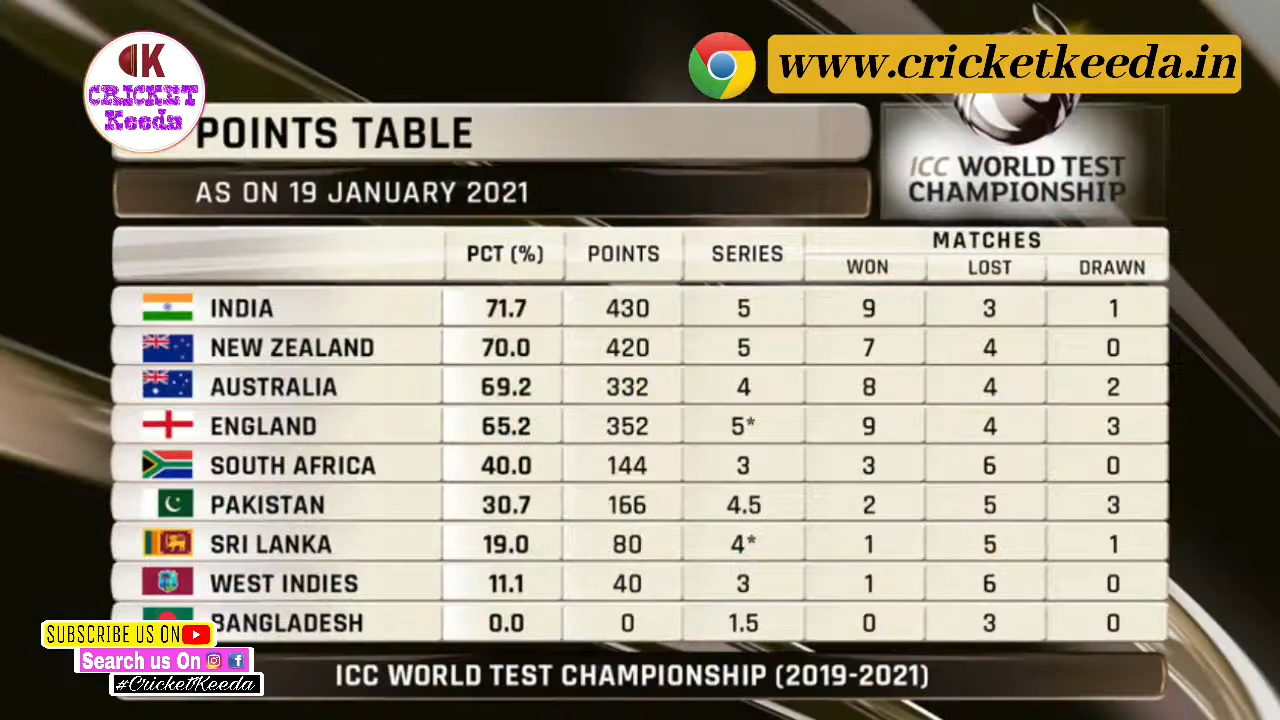 K
CRICKET
Keeda
www.cricketkeeda.in
POINTS TABLE
AS ON 19 JANUARY 2021
ICC WORLD TEST
CHAMPIONSHIP
PCT (%) POINTS SERIES MATCHES
WON LOST DRAWN
INDIA 71.7 430 5 9 3 1
NEW ZEALAND 70.0 420 5 7 4 0
AUSTRALIA 69.2 332 4 8 4 2
ENGLAND 65.2 352 5* 9 4 3
SOUTH AFRICA 40.0 144 3 3 6 0
PAKISTAN 30.7 166 4.5 2 5 3
SRI LANKA 19.0 80 4* 1 5 1
WEST INDIES 11.1 40 3 1 6 0
BANGLADESH 0.0 0 1.5 0 3 0
SUBSCRIBE US ON
Search us On
#CricketKeeda
ICC WORLD TEST CHAMPIONSHIP (2019-2021)